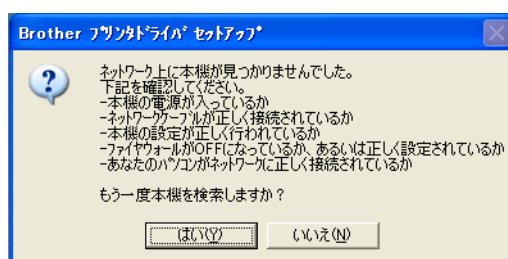 Brother ﾌﾟﾘﾝﾀﾄﾞﾗｲﾊﾞ ｾｯﾄｱｯﾌﾟ
ﾈｯﾄﾜｰｸ上に本機が見つかりませんでした。
下記を確認してください。
-本機の電源が入っているか
-ﾈｯﾄﾜｰｸｹｰﾌﾞﾙが正しく接続されているか
-本機の設定が正しく行われているか
-ﾌｧｲﾔｳｫｰﾙがOFFになっているか、あるいは正しく設定されているか
-あなたのﾊﾟｿｺﾝがﾈｯﾄﾜｰｸに正しく接続されているか
もう一度本機を検索しますか？
はい(Y) いいえ(N)